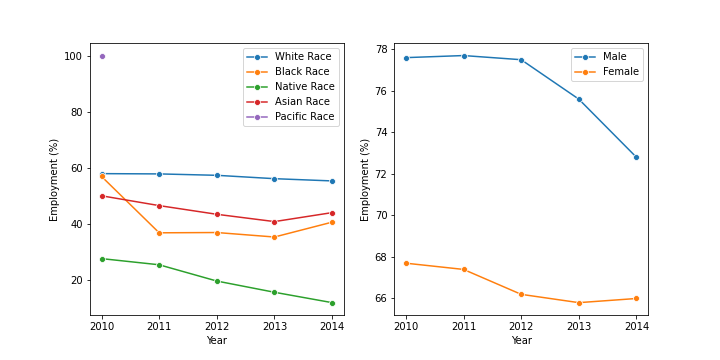 100
80
60
40
20
Employment (%)
2010 2011 2012 2013 2014
Year
White Race
Black Race
Native Race
Asian Race
Pacific Race
78
76
74
72
70
68
66
Employment (%)
2010 2011 2012 2013 2014
Year
Male
Female